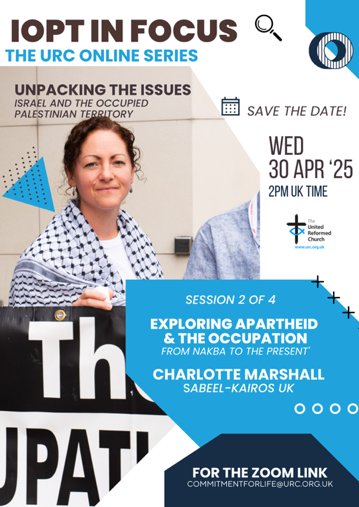 IOPT IN FOCUS
THE URC ONLINE SERIES
UNPACKING THE ISSUES
ISRAEL AND THE OCCUPIED
PALESTINIAN TERRITORY
SAVE THE DATE!
WED
30 APR ‘25
2PM UK TIME
The
United
Reformed
Church
www.urc.org.uk
SESSION 2 OF 4
EXPLORING APARTHEID
& THE OCCUPATION
FROM NAKBA TO THE PRESENT'
CHARLOTTE MARSHALL
SABEEL-KAIROS UK
Th
UPATI
FOR THE ZOOM LINK
COMMITMENTFORLIFE@URC.ORG.UK